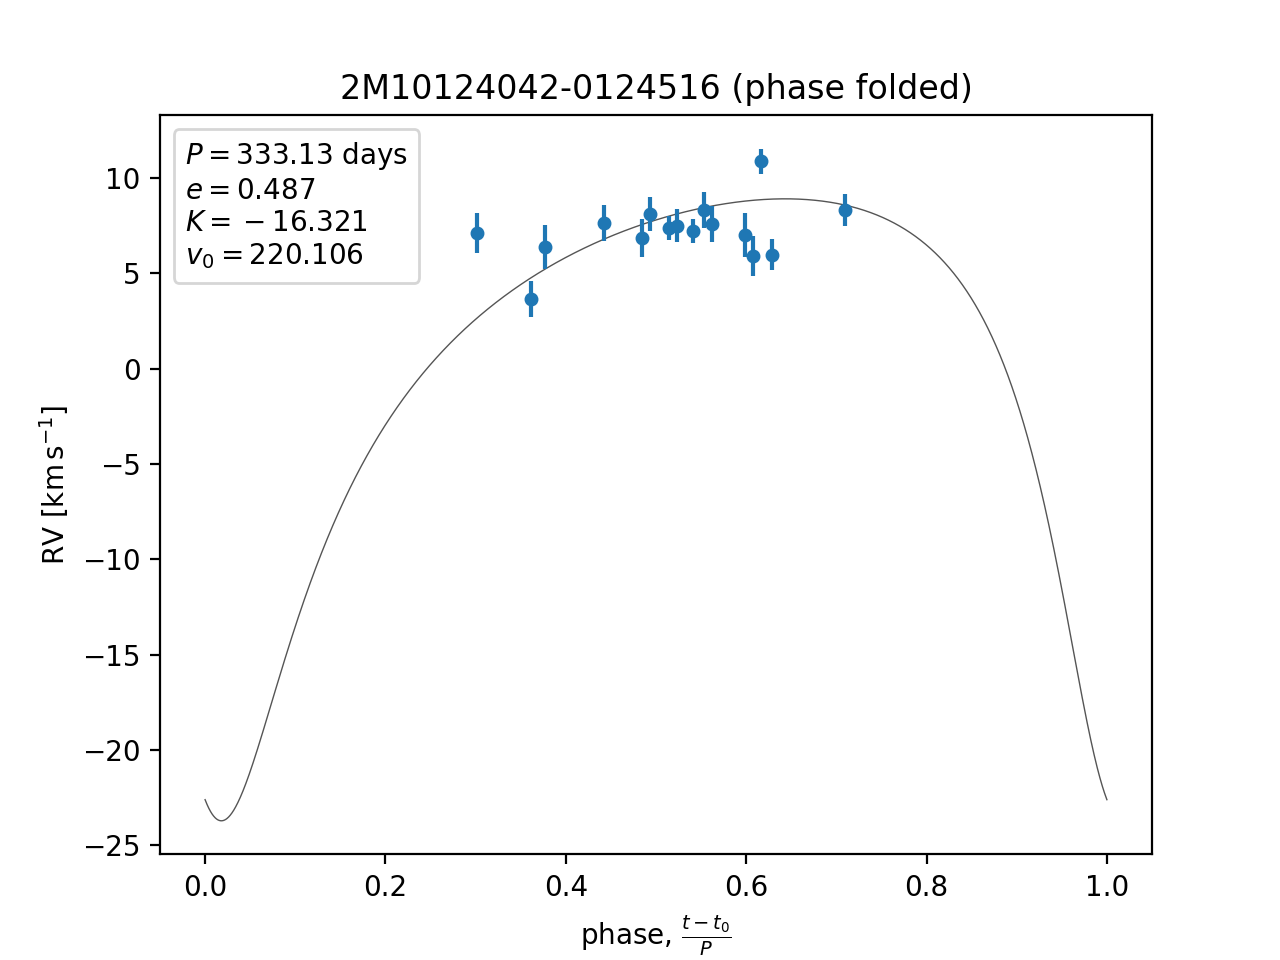 2M10124042-0124516 (phase folded)
P = 333.13 days
e = 0.487
K = −16.321
v₀ = 220.106
10
5
0
−5
−10
−15
−20
−25
RV [km s⁻¹]
0.0 0.2 0.4 0.6 0.8 1.0
phase, (t − t₀)/P